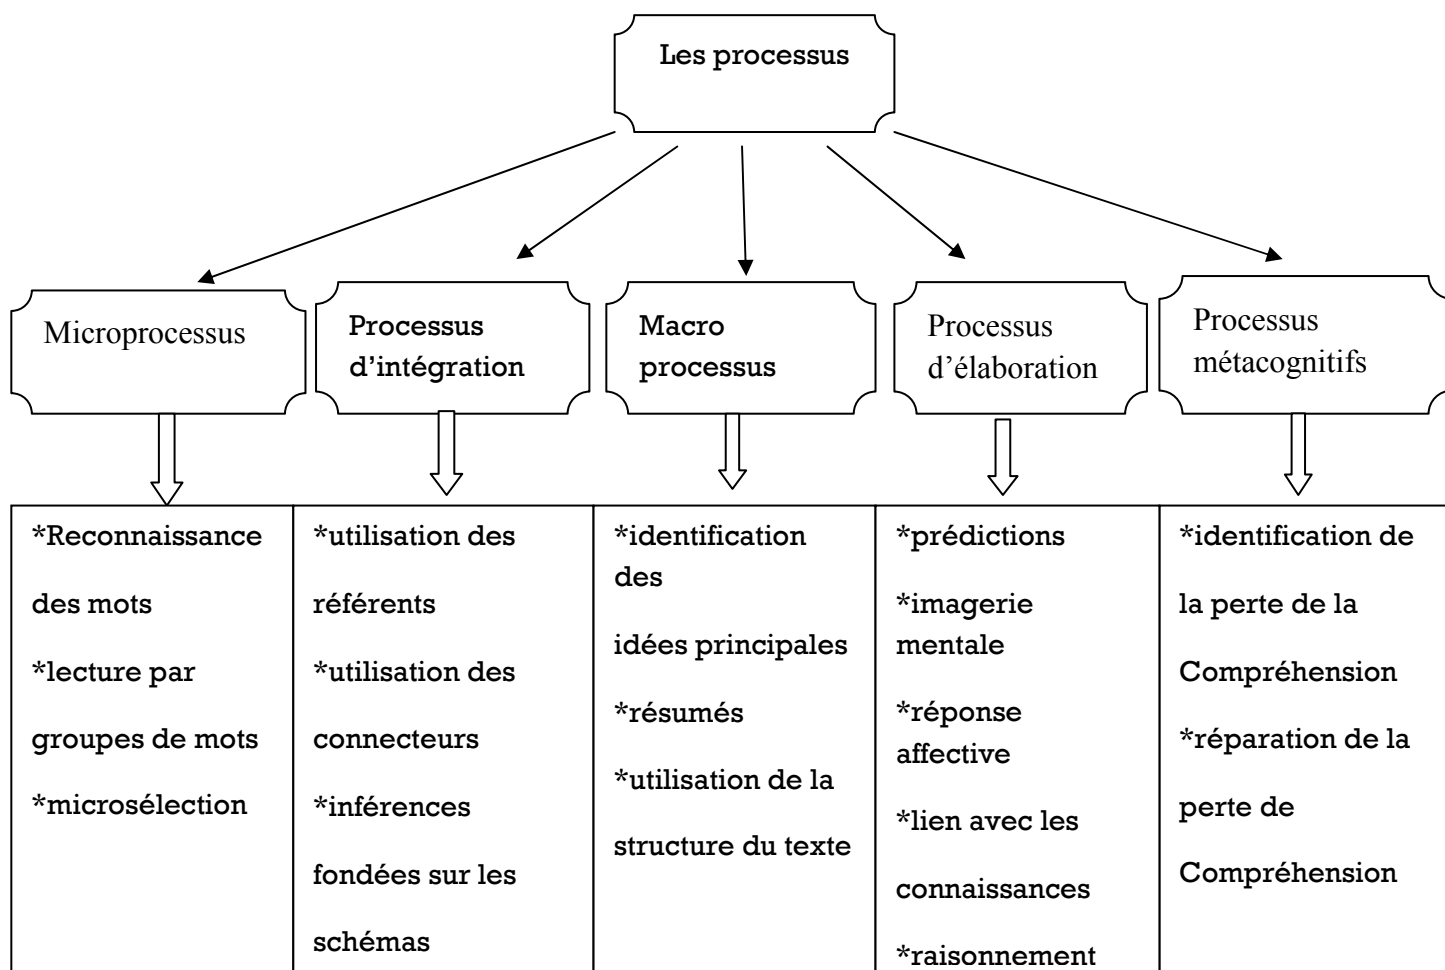 Les processus
Microprocessus
Processus
d’intégration
Macro
processus
Processus
d’élaboration
Processus
métacognitifs
*Reconnaissance
des mots
*lecture par
groupes de mots
*microsélection
*utilisation des
référents
*utilisation des
connecteurs
*inférences
fondées sur les
schémas
*identification
des
idées principales
*résumés
*utilisation de la
structure du texte
*prédictions
*imagerie
mentale
*réponse
affective
*lien avec les
connaissances
*raisonnement
*identification de
la perte de la
Compréhension
*réparation de la
perte de
Compréhension